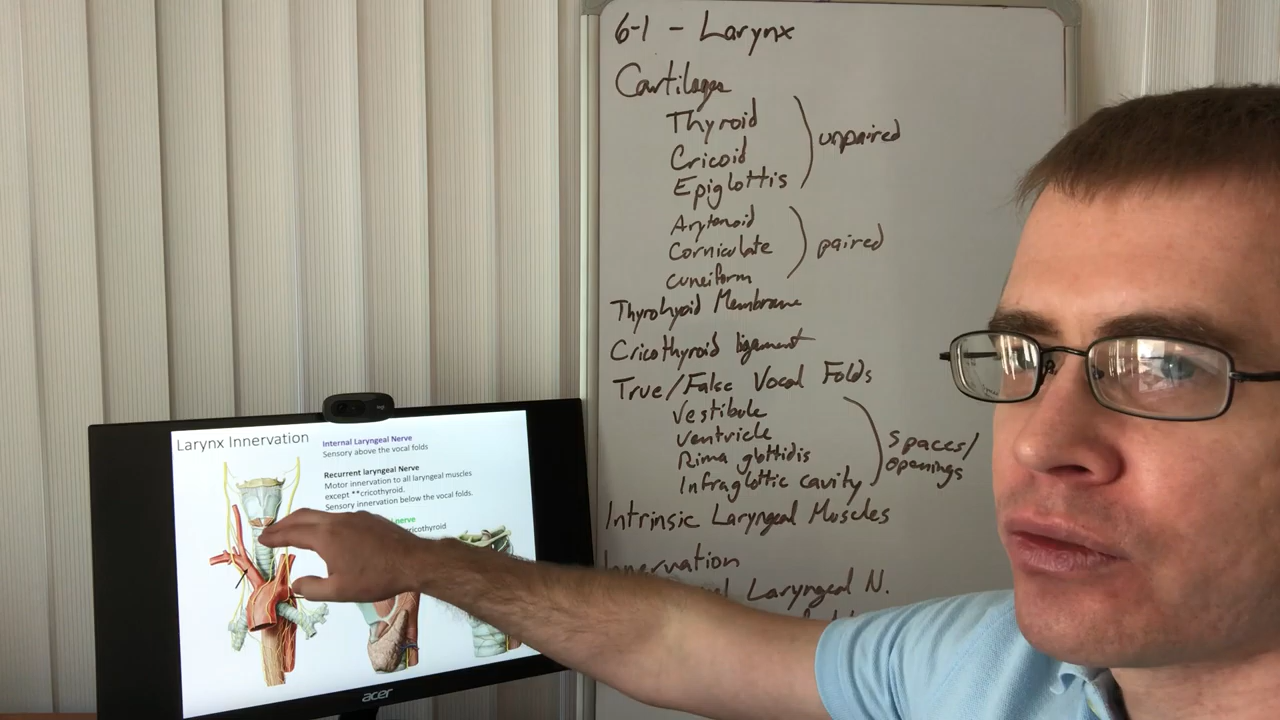 6-1 - Larynx
Cartilages
Thyroid
Cricoid
Epiglottis
unpaired
Arytenoid
Corniculate
cuneiform
paired
Thyrohyoid Membrane
Cricothyroid ligament
True/False Vocal Folds
Vestibule
ventricle
Rima glottidis
Infraglottic cavity
spaces/
openings
Intrinsic Laryngeal Muscles
Innervation
Laryngeal N.
Larynx Innervation
Internal Laryngeal Nerve
Sensory above the vocal folds
Recurrent laryngeal Nerve
Motor innervation to all laryngeal muscles
except **cricothyroid.
Sensory innervation below the vocal folds.
nerve
cricothyroid
acer